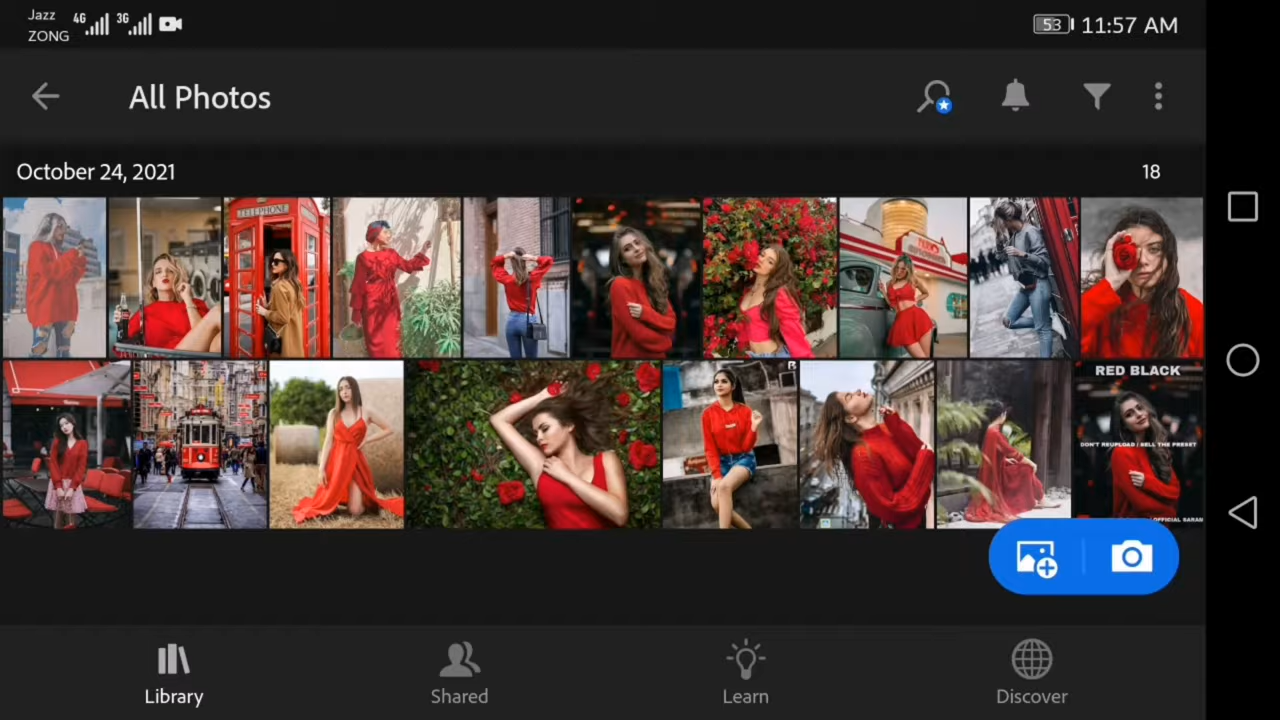 Jazz 4G 3G
ZONG
53 11:57 AM
All Photos
October 24, 2021
18
TELEPHONE
RED BLACK
DON'T REUPLOAD / SELL THE PRESET
OFFICIAL SARAN
Library
Shared
Learn
Discover